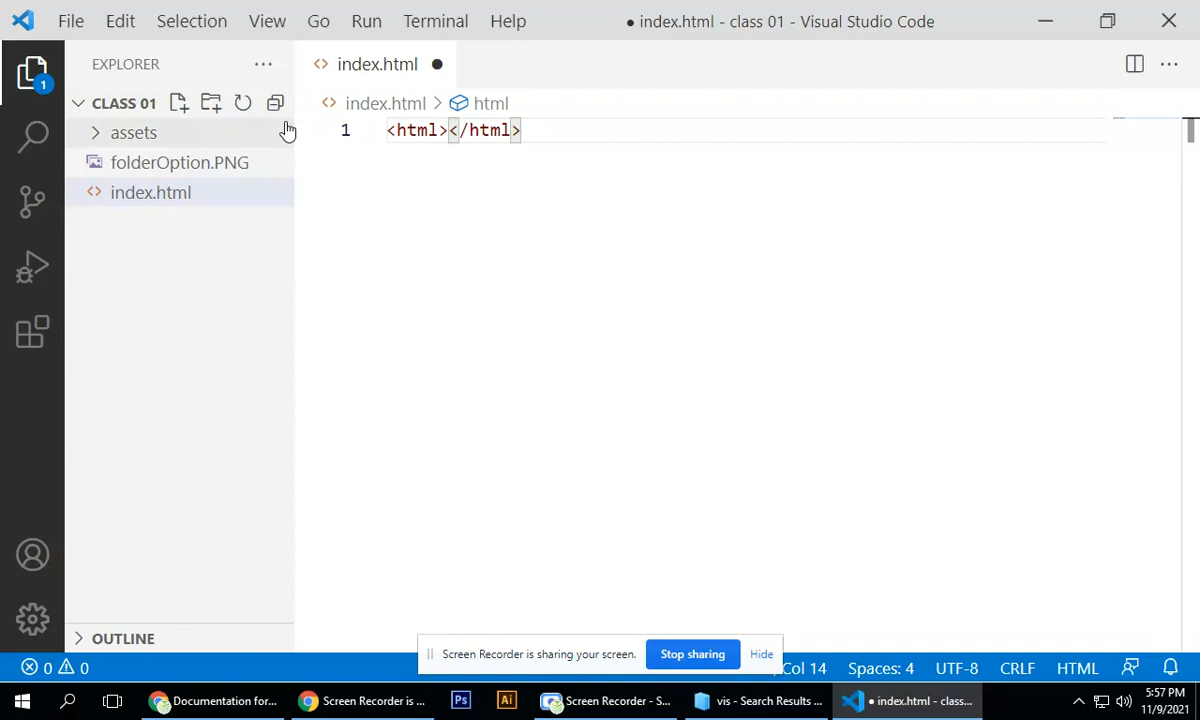 File Edit Selection View Go Run Terminal Help
● index.html - class 01 - Visual Studio Code
EXPLORER
index.html ●
CLASS 01
index.html > html
assets
1 <html></html>
folderOption.PNG
index.html
1
OUTLINE
Screen Recorder is sharing your screen. Stop sharing Hide
0 0
Col 14 Spaces: 4 UTF-8 CRLF HTML
Documentation for...
Screen Recorder is ...
Ps
Ai
Screen Recorder - S...
vis - Search Results ...
● index.html - class...
5:57 PM
11/9/2021